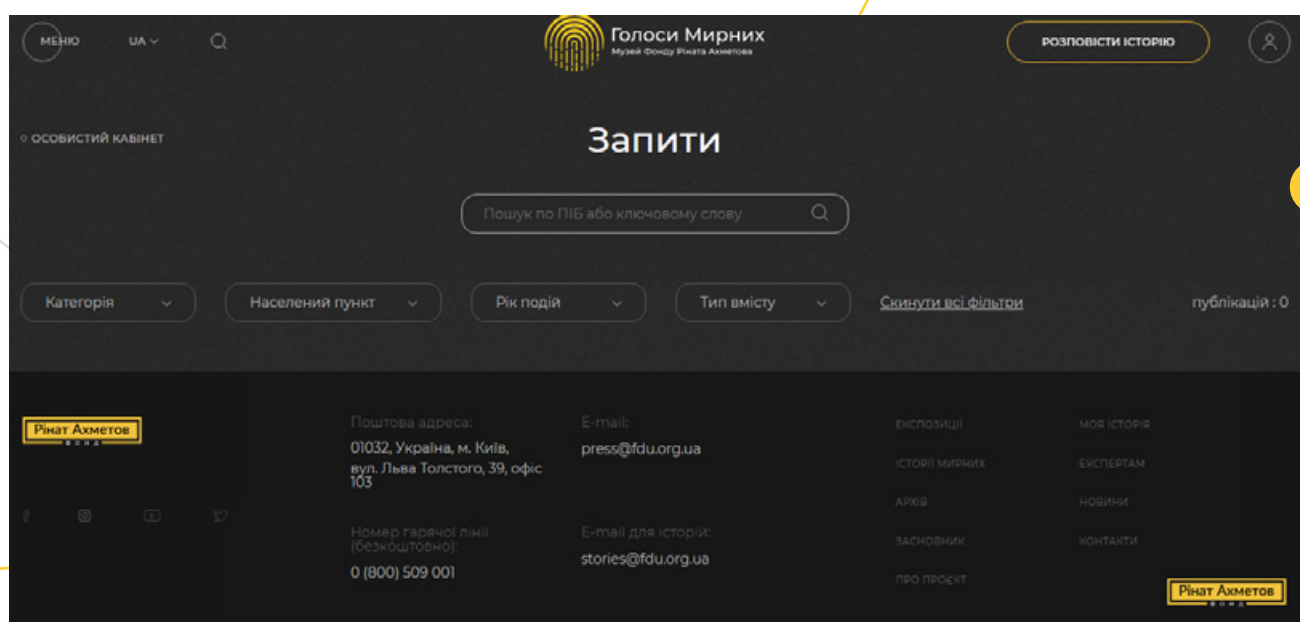 МЕНЮ
UA
Голоси Мирних
Музей Фонду Ріната Ахметова
РОЗПОВІСТИ ІСТОРІЮ
ОСОБИСТИЙ КАБІНЕТ
Запити
Пошук по ПІБ або ключовому слову
Категорія
Населений пункт
Рік подій
Тип вмісту
Скинути всі фільтри
публікацій : 0
Рінат Ахметов
ФОНД
Поштова адреса:
01032, Україна, м. Київ,
вул. Льва Толстого, 39, офіс
103
Номер гарячої лінії
(безкоштовно):
0 (800) 509 001
E-mail:
press@fdu.org.ua
E-mail для історій:
stories@fdu.org.ua
ЕКСПОЗИЦІЇ
ІСТОРІЇ МИРНИХ
АРХІВ
ЗАСНОВНИК
ПРО ПРОЄКТ
МОЯ ІСТОРІЯ
ЕКСПЕРТАМ
НОВИНИ
КОНТАКТИ
Рінат Ахметов
ФОНД